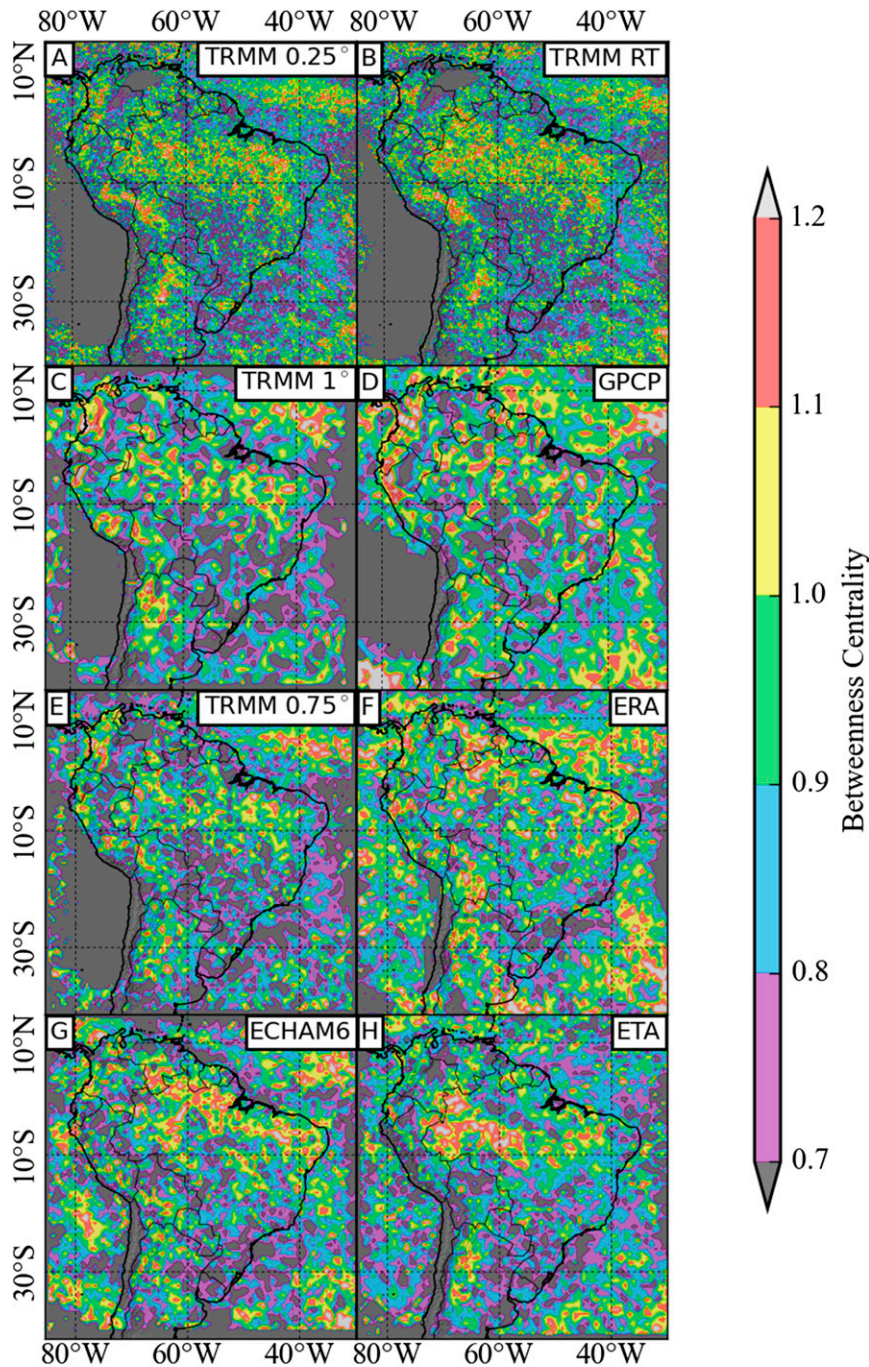 80°W 60°W 40°W 80°W 60°W 40°W
A TRMM 0.25° B TRMM RT
10°N
10°S
30°S
C TRMM 1° D GPCP
10°N
10°S
30°S
E TRMM 0.75° F ERA
10°N
10°S
30°S
G ECHAM6 H ETA
10°N
10°S
30°S
80°W 60°W 40°W 80°W 60°W 40°W
1.2
1.1
1.0
0.9
0.8
0.7
Betweenness Centrality